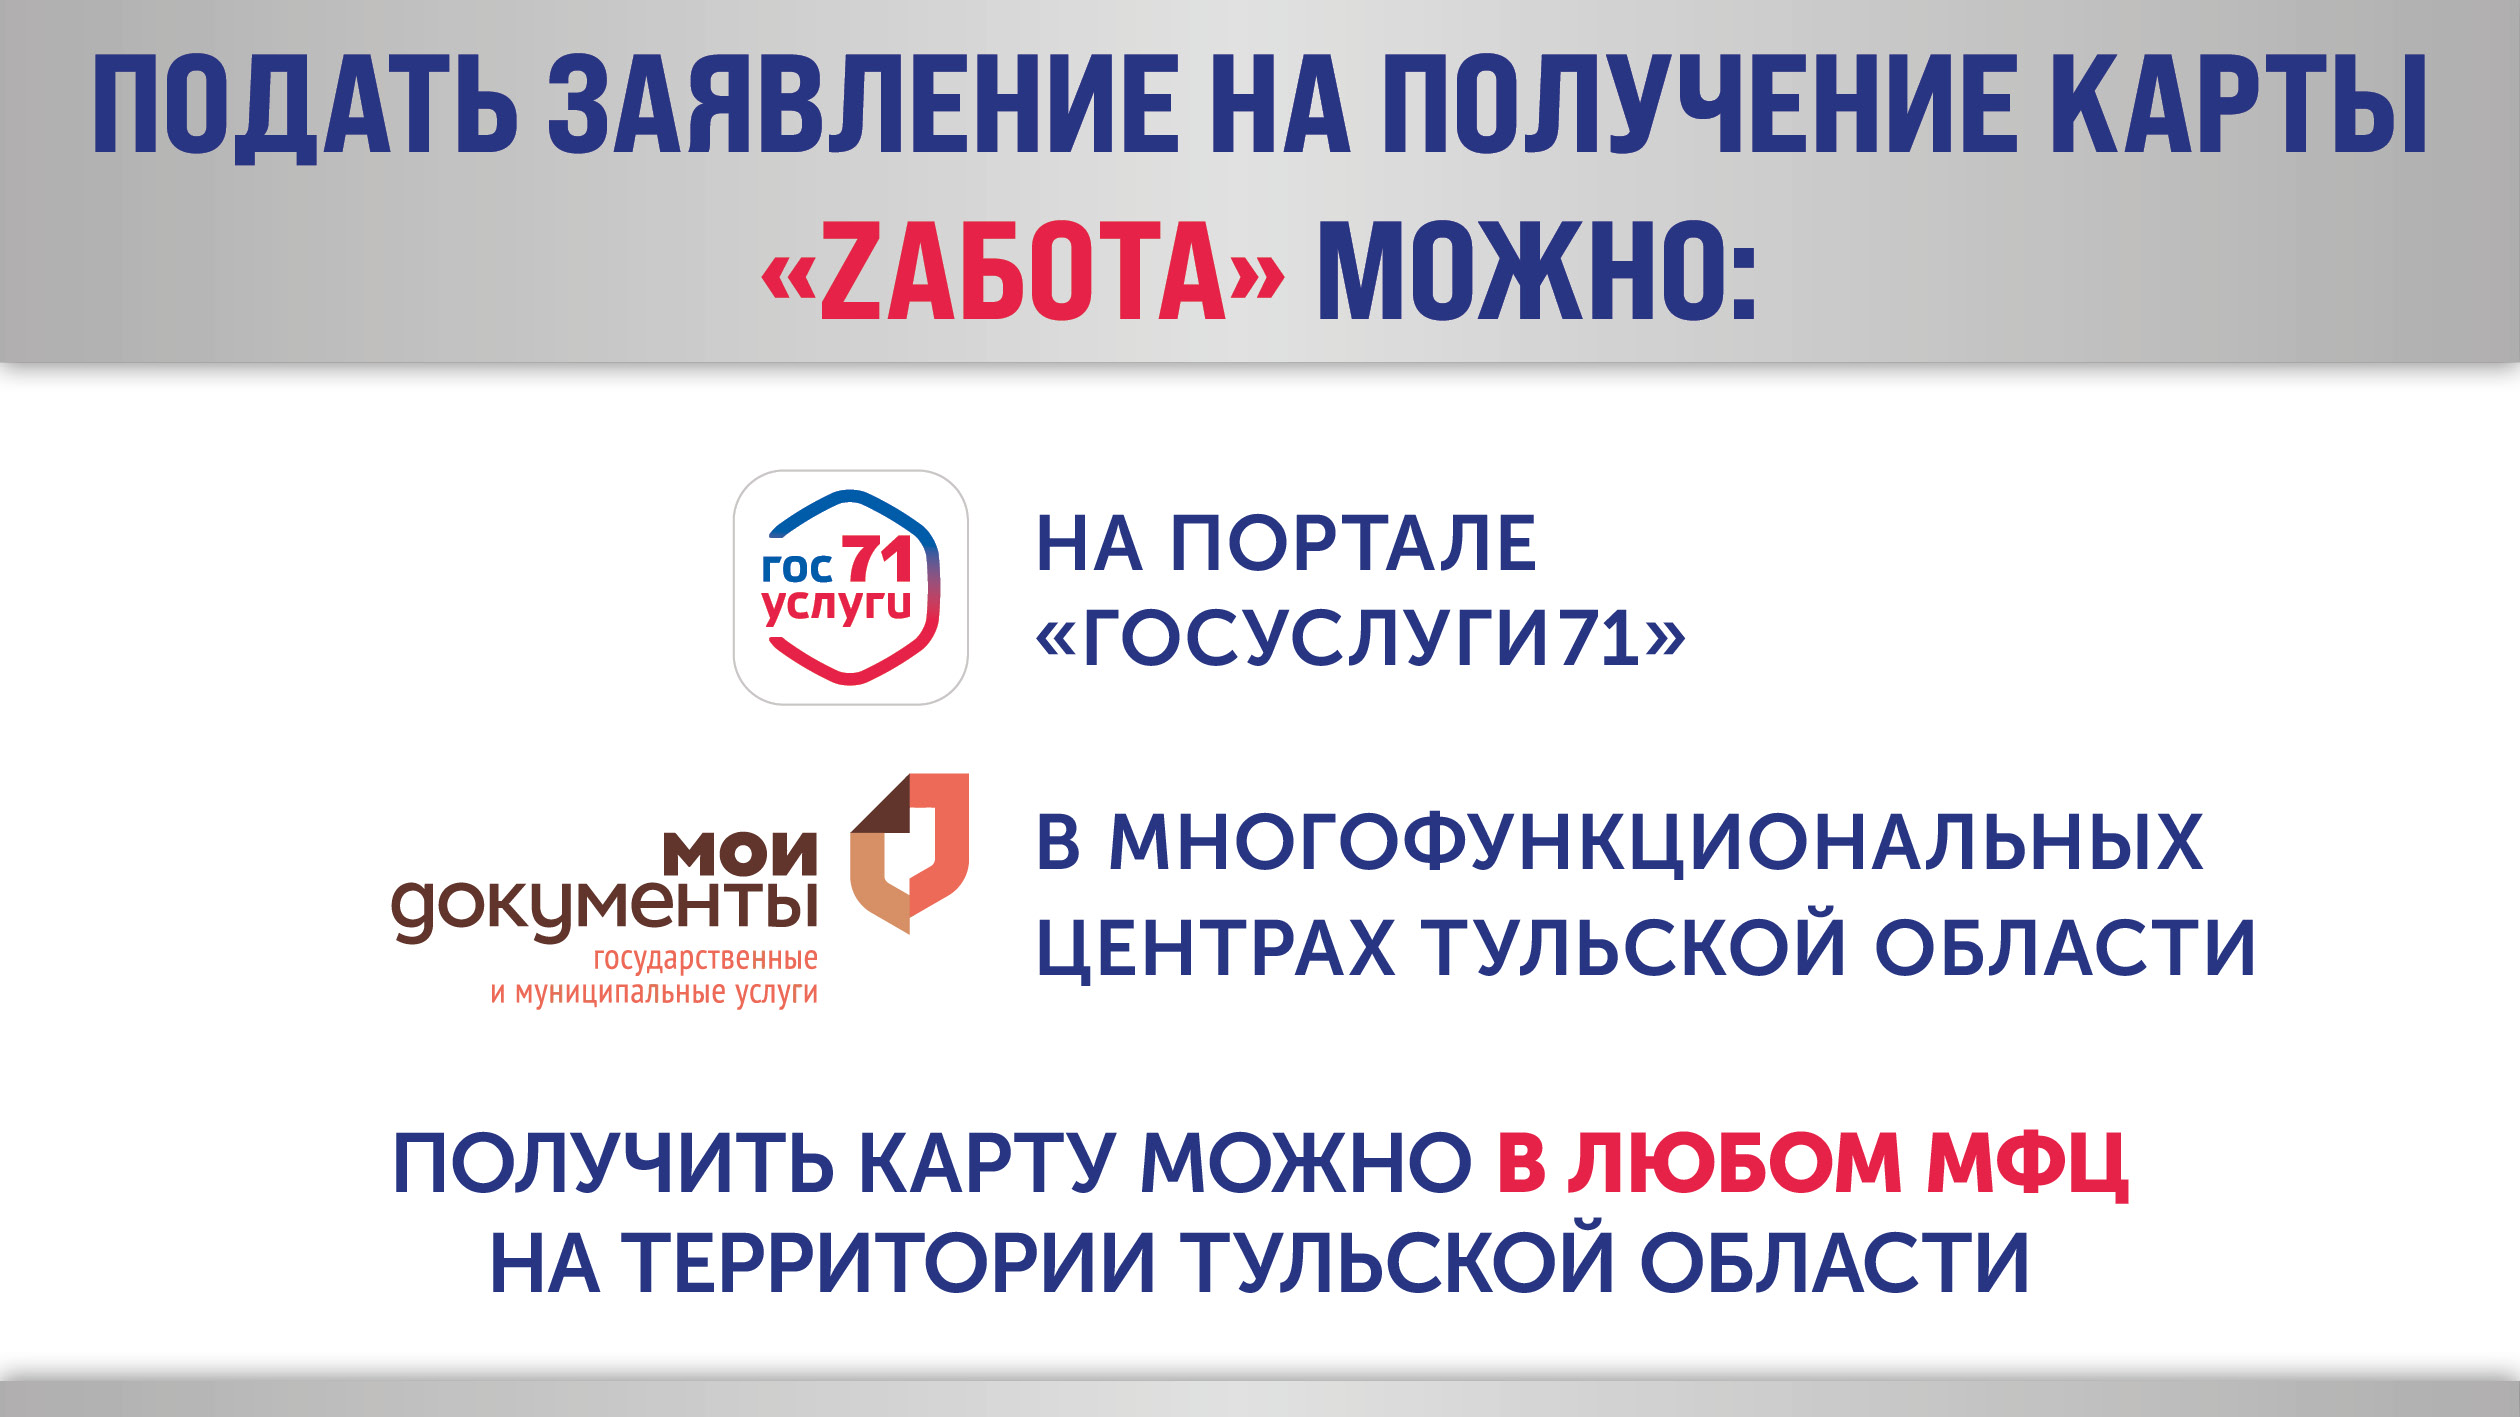 ПОДАТЬ ЗАЯВЛЕНИЕ НА ПОЛУЧЕНИЕ КАРТЫ
«ZАБОТА» МОЖНО:
гос 71
услуги
НА ПОРТАЛЕ
«ГОСУСЛУГИ71»
мои
документы
государственные
и муниципальные услуги
В МНОГОФУНКЦИОНАЛЬНЫХ
ЦЕНТРАХ ТУЛЬСКОЙ ОБЛАСТИ
ПОЛУЧИТЬ КАРТУ МОЖНО В ЛЮБОМ МФЦ
НА ТЕРРИТОРИИ ТУЛЬСКОЙ ОБЛАСТИ